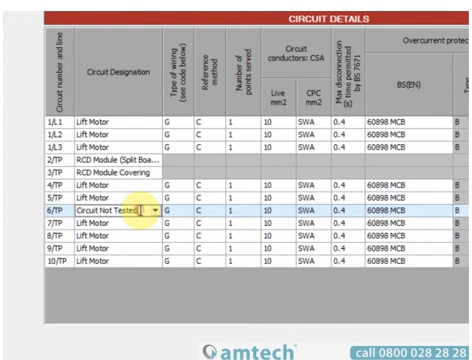 CIRCUIT DETAILS
Circuit number and line
Circuit Designation
Type of wiring (see code below)
Reference method
Number of points served
Circuit conductors: CSA
Live mm2
CPC mm2
Max disconnection time permitted by BS 7671 (s)
Overcurrent protec
BS(EN)
1/L1 Lift Motor G C 1 10 SWA 0.4 60898 MCB B
1/L2 Lift Motor G C 1 10 SWA 0.4 60898 MCB B
1/L3 Lift Motor G C 1 10 SWA 0.4 60898 MCB B
2/TP RCD Module (Split Boa...
3/TP RCD Module Covering
4/TP Lift Motor G C 1 10 SWA 0.4 60898 MCB B
5/TP Lift Motor G C 1 10 SWA 0.4 60898 MCB B
6/TP Circuit Not Tested G C 1 10 SWA 0.4 60898 MCB B
7/TP Lift Motor G C 1 10 SWA 0.4 60898 MCB B
8/TP Lift Motor G C 1 10 SWA 0.4 60898 MCB B
9/TP Lift Motor G C 1 10 SWA 0.4 60898 MCB B
10/TP Lift Motor G C 1 10 SWA 0.4 60898 MCB B
amtech call 0800 028 28 28